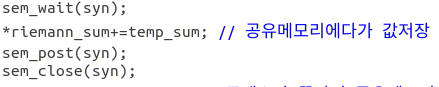 sem_wait(syn);
*riemann_sum+=temp_sum; // 공유메모리에다가 값저장
sem_post(syn);
sem_close(syn);